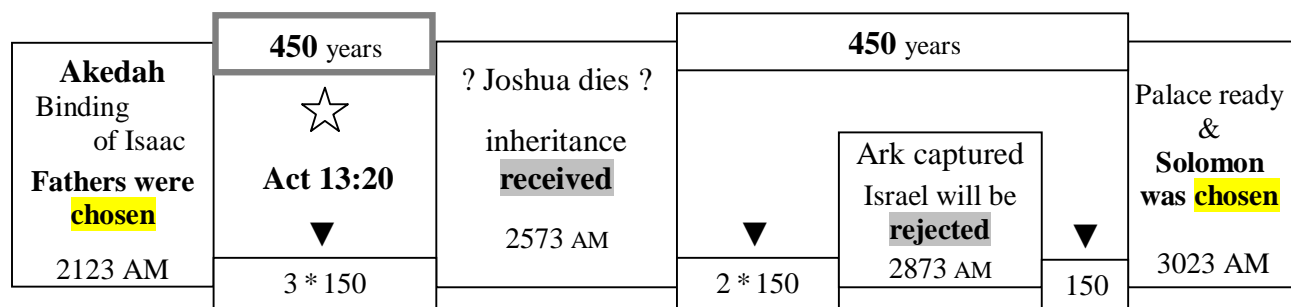 Akedah
Binding
of Isaac
Fathers were
chosen
2123 AM
450 years
Act 13:20
3 * 150
? Joshua dies ?
inheritance
received
2573 AM
450 years
2 * 150
Ark captured
Israel will be
rejected
2873 AM
150
Palace ready
&
Solomon
was chosen
3023 AM